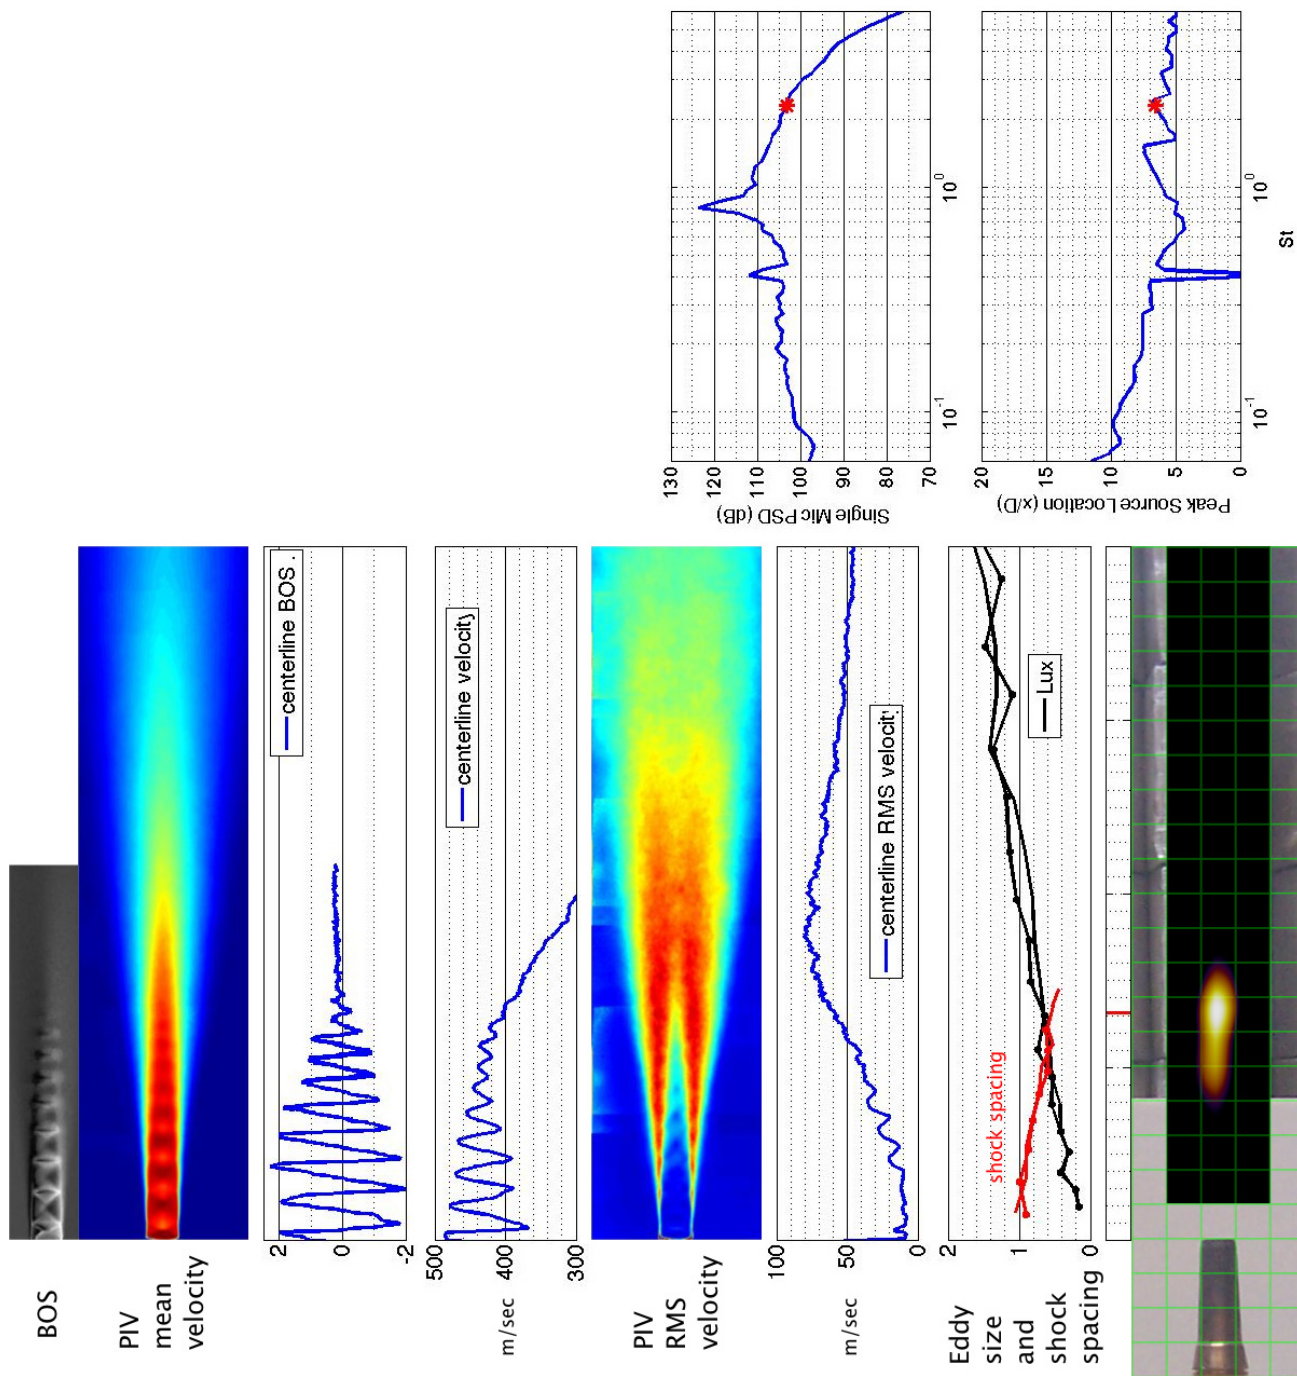 BOS
PIV
mean
velocity
centerline BOS.
2
0
-2
centerline velocity
500
400
300
m/sec
PIV
RMS
velocity
centerline RMS velocity
100
50
0
m/sec
Eddy
size
and
shock
spacing
2
1
0
shock spacing
Lux
130
120
110
100
90
80
70
Single Mic PSD (dB)
10-1
100
20
15
10
5
0
Peak Source Location (x/D)
10-1
100
St